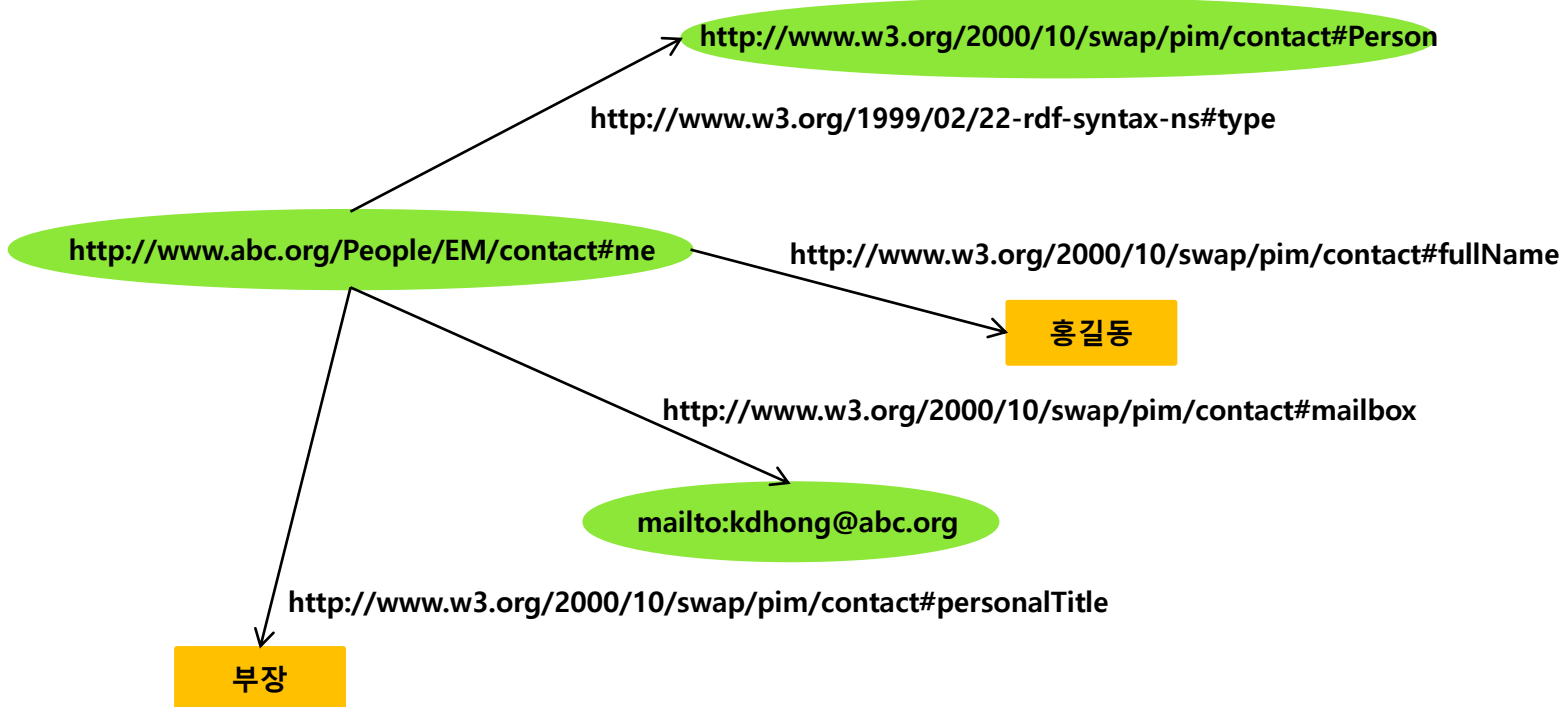 http://www.w3.org/2000/10/swap/pim/contact#Person
http://www.w3.org/1999/02/22-rdf-syntax-ns#type
http://www.abc.org/People/EM/contact#me
http://www.w3.org/2000/10/swap/pim/contact#fullName
홍길동
http://www.w3.org/2000/10/swap/pim/contact#mailbox
mailto:kdhong@abc.org
http://www.w3.org/2000/10/swap/pim/contact#personalTitle
부장